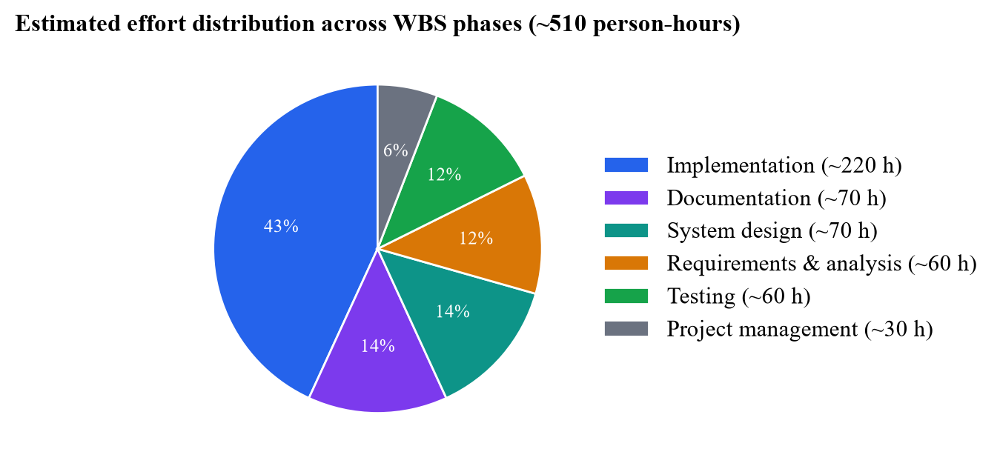 Estimated effort distribution across WBS phases (~510 person-hours)
6%
12%
43%
12%
14%
14%
Implementation (~220 h)
Documentation (~70 h)
System design (~70 h)
Requirements & analysis (~60 h)
Testing (~60 h)
Project management (~30 h)